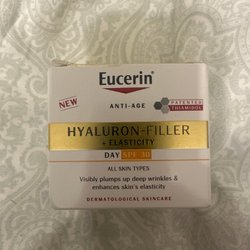 Eucerin®
NEW
ANTI-AGE
PATENTED
THIAMIDOL
HYALURON-FILLER
+ ELASTICITY
DAY SPF 30
ALL SKIN TYPES
Visibly plumps up deep wrinkles &
enhances skin's elasticity
DERMATOLOGICAL SKINCARE